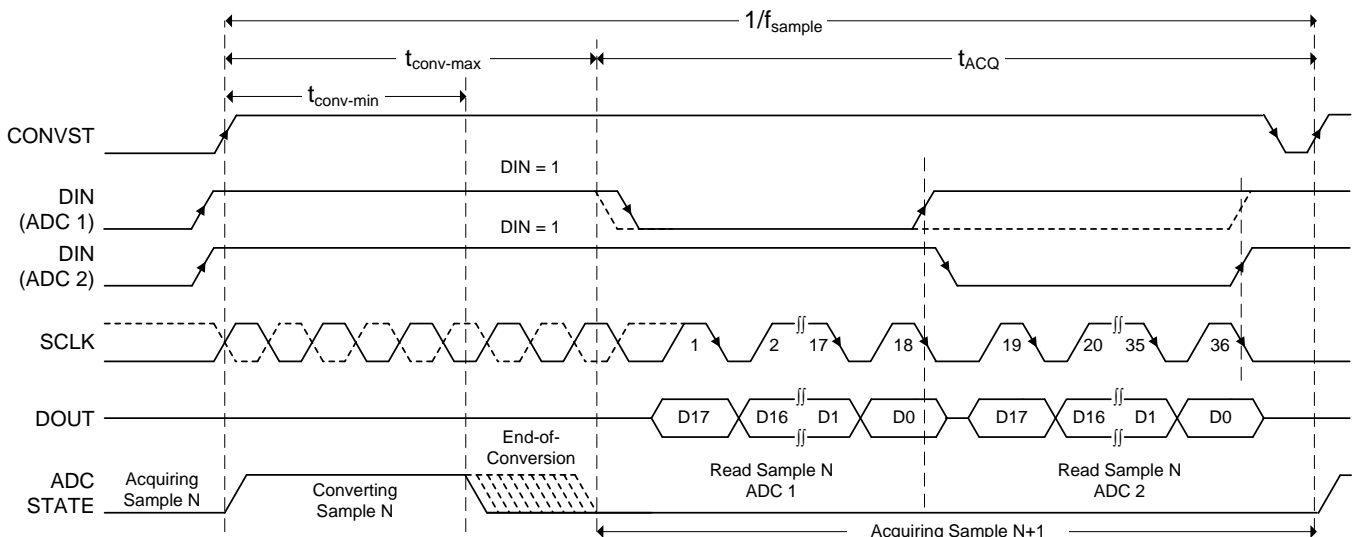 1/fsample
tconv-max
tACQ
tconv-min
CONVST
DIN = 1
DIN
(ADC 1)
DIN = 1
DIN
(ADC 2)
SCLK
1 2 17 18 19 20 35 36
DOUT
D17 D16 D1 D0 D17 D16 D1 D0
ADC
STATE
Acquiring
Sample N
Converting
Sample N
End-of-
Conversion
Read Sample N
ADC 1
Read Sample N
ADC 2
Acquiring Sample N+1